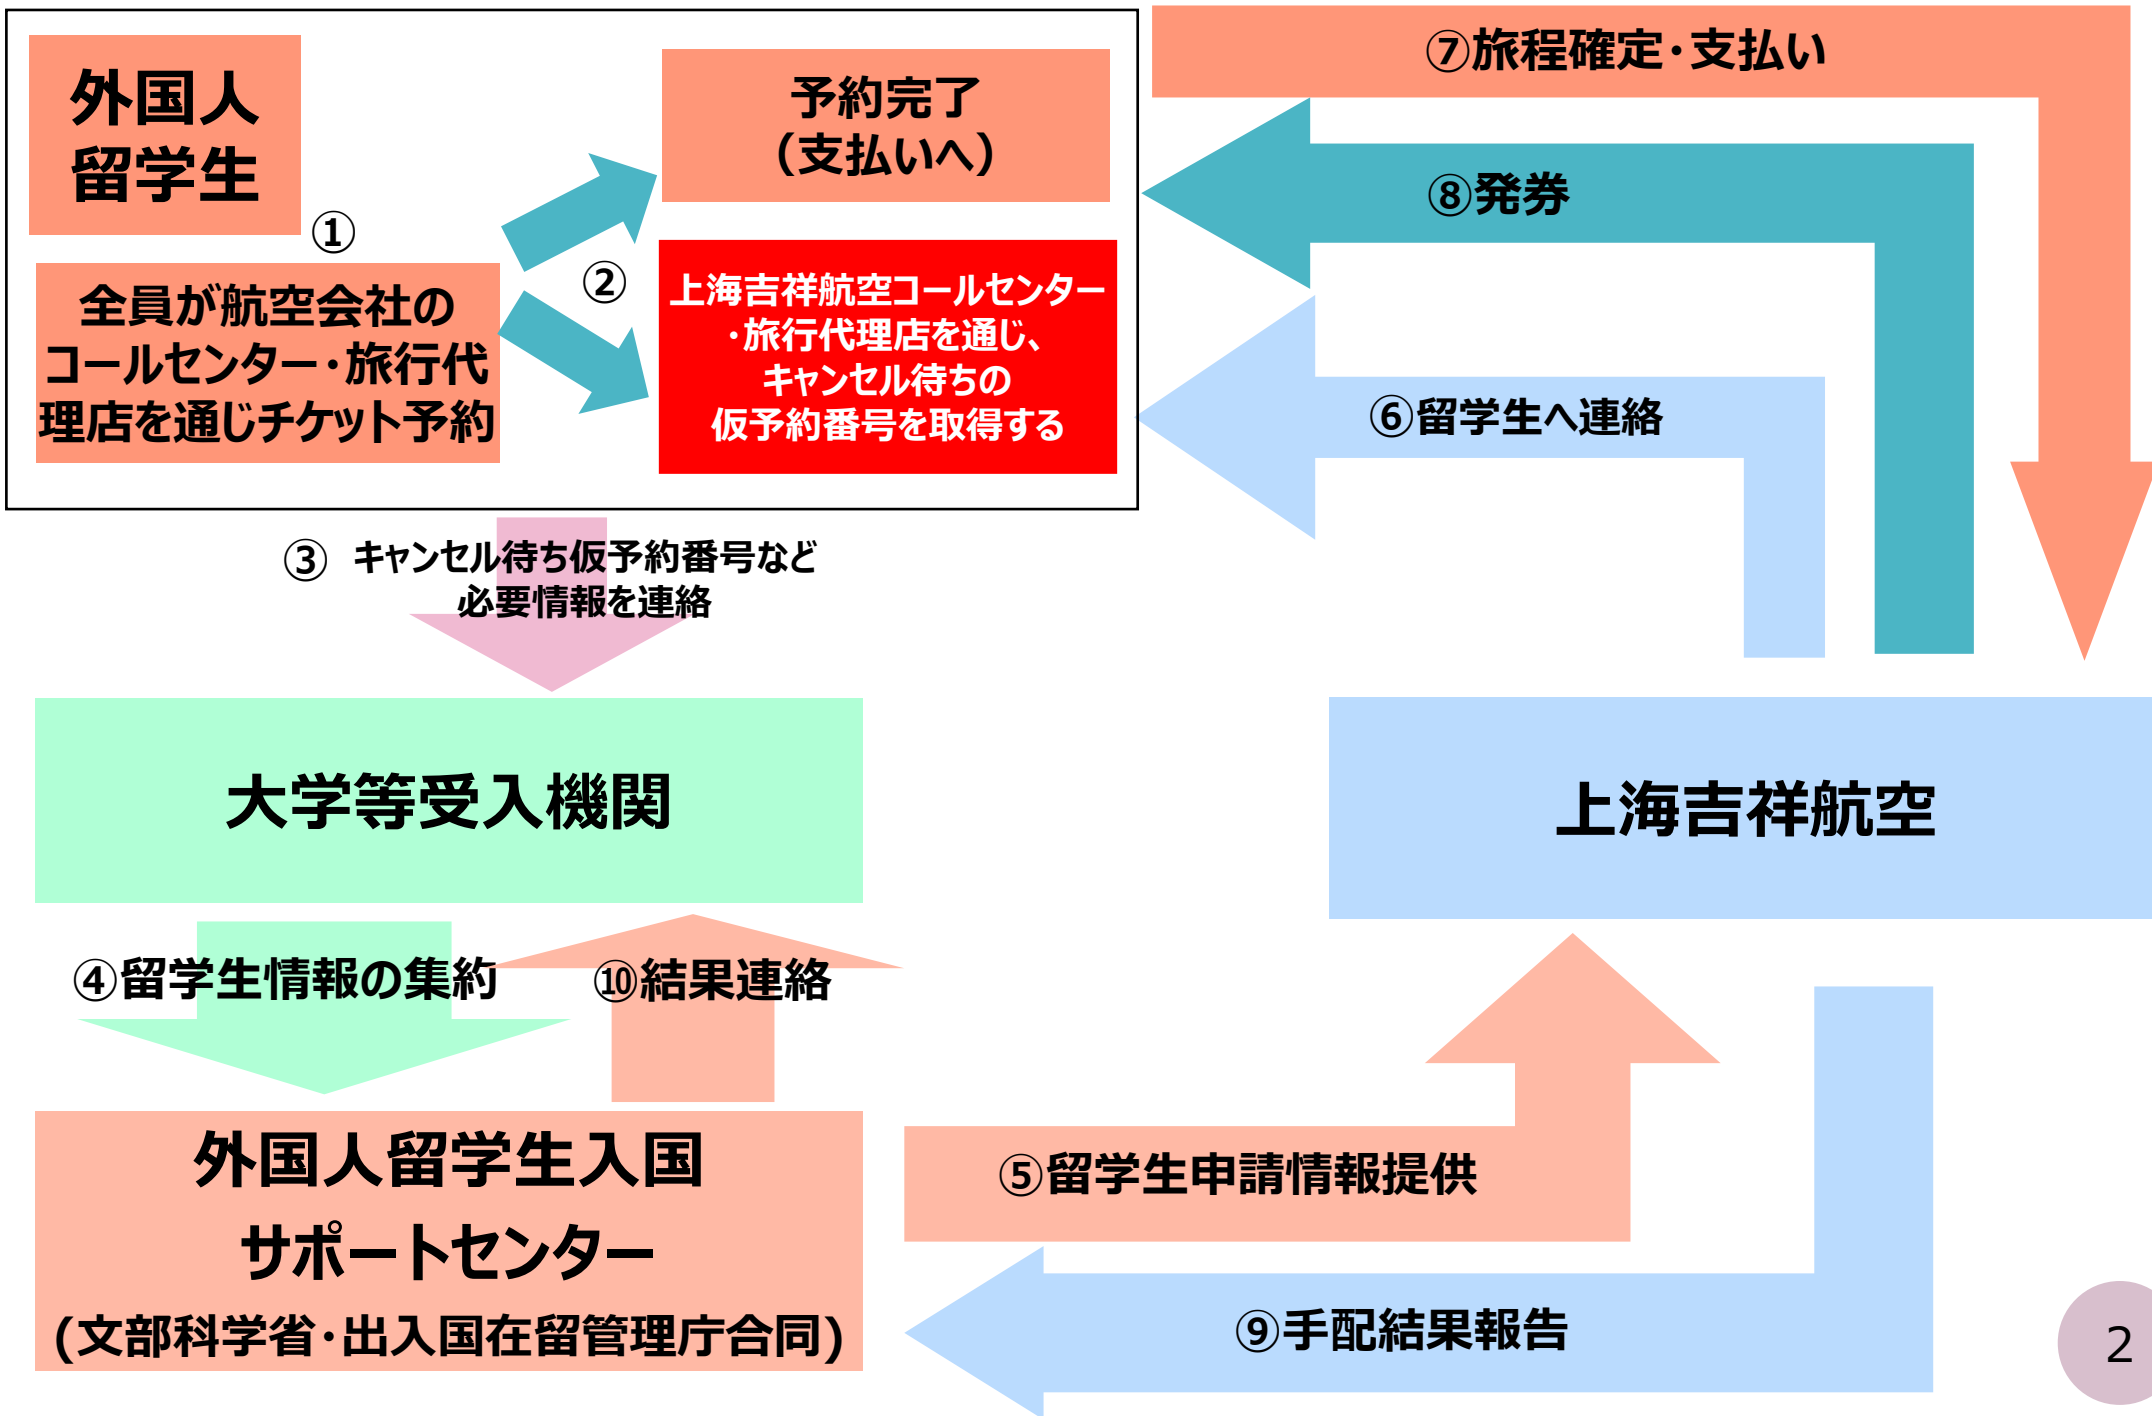 外国人
留学生
①
全員が航空会社の
コールセンター・旅行代
理店を通じチケット予約
予約完了
（支払いへ）
②
上海吉祥航空コールセンター
・旅行代理店を通じ、
キャンセル待ちの
仮予約番号を取得する
⑦旅程確定・支払い
⑧発券
⑥留学生へ連絡
③ キャンセル待ち仮予約番号など
必要情報を連絡
大学等受入機関
上海吉祥航空
④留学生情報の集約
⑩結果連絡
外国人留学生入国
サポートセンター
(文部科学省・出入国在留管理庁合同)
⑤留学生申請情報提供
⑨手配結果報告
2